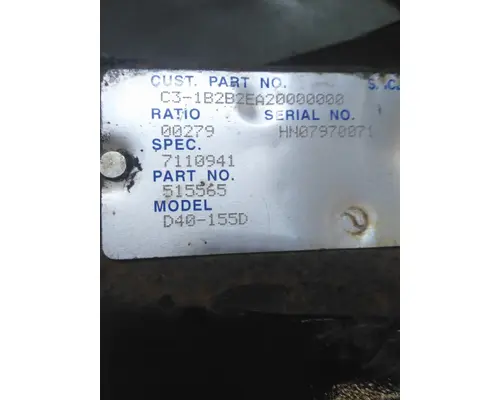 CUST. PART NO.
C3-1B2B2EA20000000
RATIO SERIAL NO.
00279 HN07970071
SPEC.
7110941
PART NO.
515565
MODEL
D40-155D